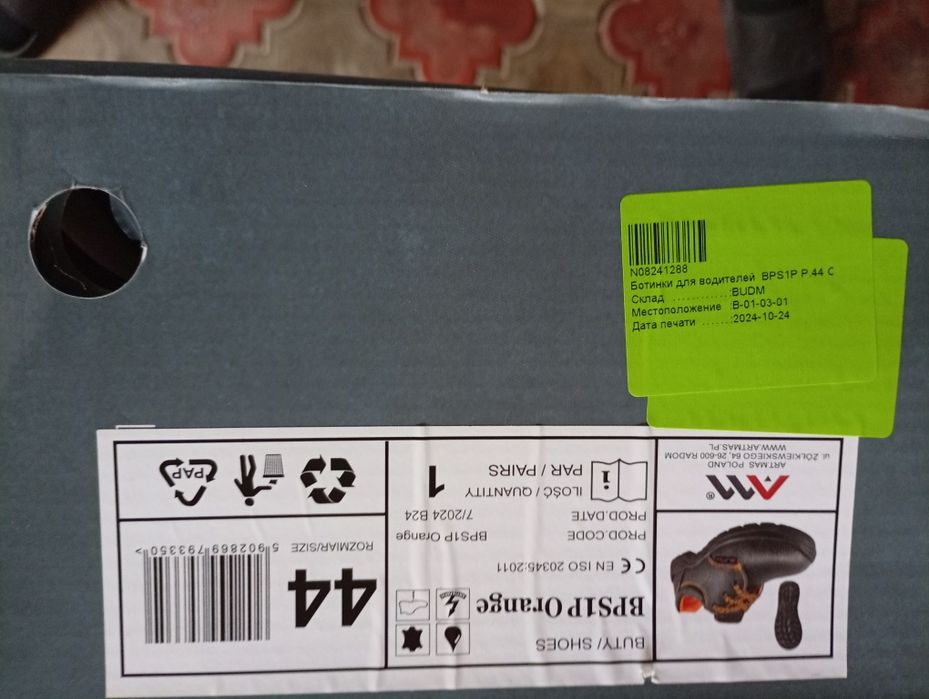 N08241288
Ботинки для водителей BPS1P P.44 C
Склад ..............:BUDM
Местоположение :B-01-03-01
Дата печати .......:2024-10-24
BUTY/ SHOES
BPS1P Orange
CE EN ISO 20345:2011
PROD.CODE BPS1P Orange
PROD.DATE 7/2024 B24
ILOŚĆ / QUANTITY
PAR / PAIRS
1
i
44
ROZMIAR/SIZE
5 902869 793350 >
PAP
AM®
ARTMAS POLAND
ul. ŻÓŁKIEWSKIEGO 64, 26-600 RADOM
WWW.ARTMAS.PL